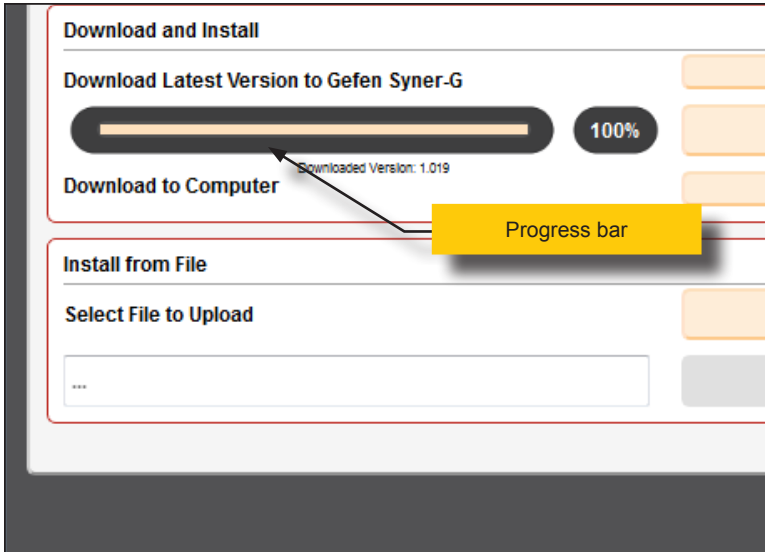 Download and Install
Download Latest Version to Gefen Syner-G
100%
Downloaded Version: 1.019
Download to Computer
Progress bar
Install from File
Select File to Upload
...